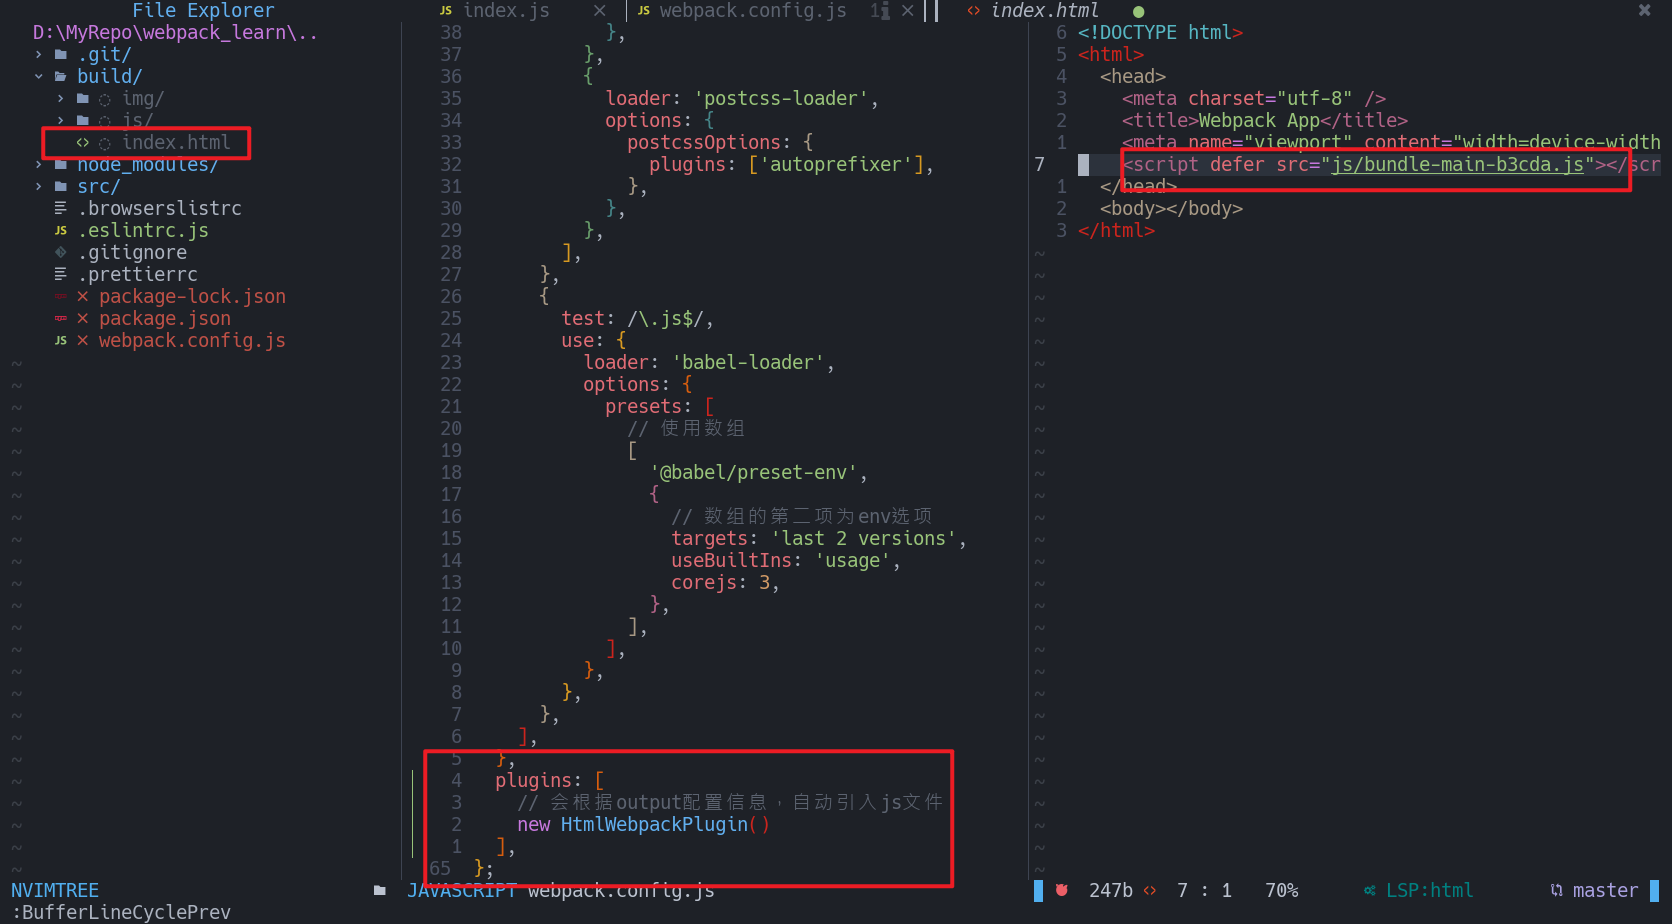 File Explorer
D:\MyRepo\webpack_learn\..
.git/
build/
img/
js/
index.html
node_modules/
src/
.browserslistrc
JS .eslintrc.js
.gitignore
.prettierrc
package-lock.json
package.json
JS webpack.config.js
NVIMTREE
JS index.js
JS webpack.config.js 1
<> index.html
38 },
37 },
36 {
35 loader: 'postcss-loader',
34 options: {
33 postcssOptions: {
32 plugins: ['autoprefixer'],
31 },
30 },
29 },
28 ],
27 },
26 {
25 test: /\.js$/,
24 use: {
23 loader: 'babel-loader',
22 options: {
21 presets: [
20 // 使用数组
19 [
18 '@babel/preset-env',
17 {
16 // 数组的第二项为env选项
15 targets: 'last 2 versions',
14 useBuiltIns: 'usage',
13 corejs: 3,
12 },
11 ],
10 ],
9 },
8 },
7 },
6 ],
5 },
4 plugins: [
3 // 会根据output配置信息，自动引入js文件
2 new HtmlWebpackPlugin()
1 ],
65 };
JAVASCRIPT webpack.config.js
6 <!DOCTYPE html>
5 <html>
4 <head>
3 <meta charset="utf-8" />
2 <title>Webpack App</title>
1 <meta name="viewport" content="width=device-width
7 <script defer src="js/bundle-main-b3cda.js"></scr
1 </head>
2 <body></body>
3 </html>
247b <> 7 : 1 70% LSP:html master
:BufferLineCyclePrev